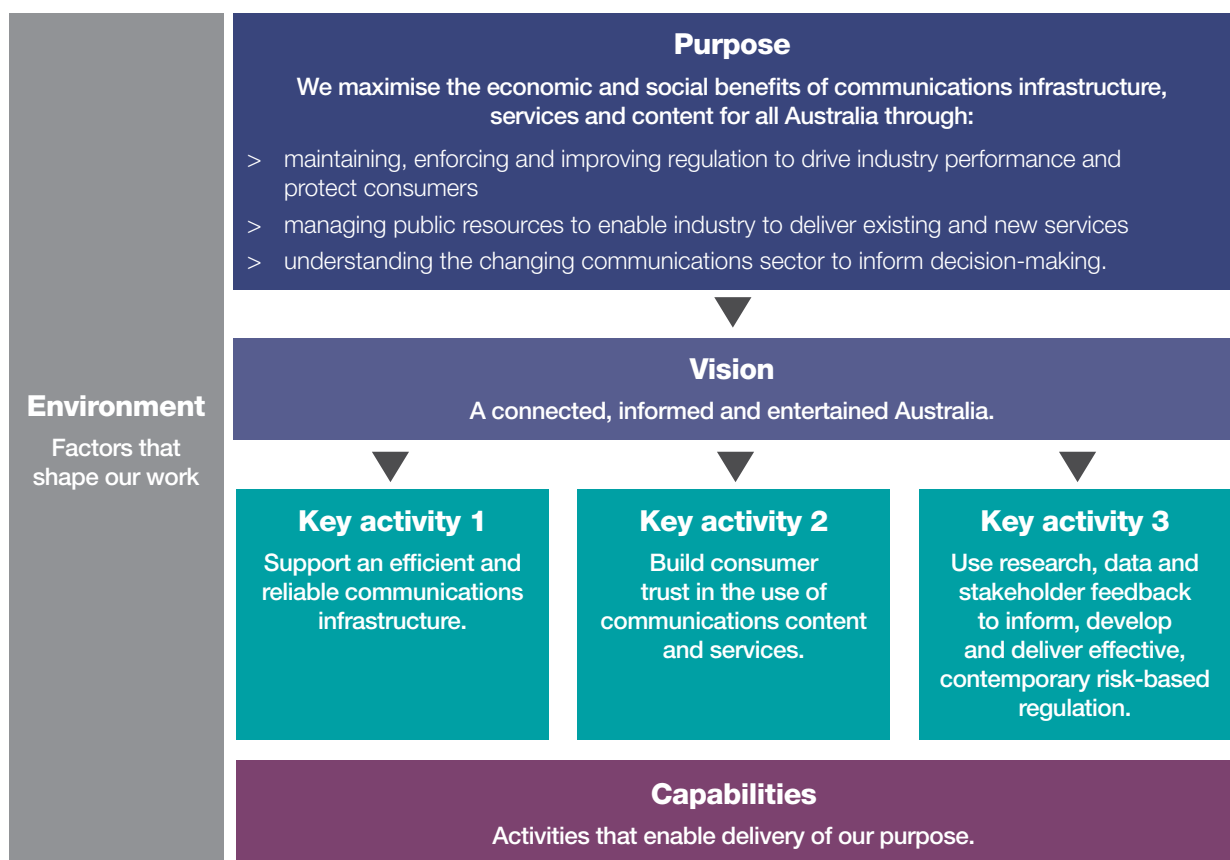 Environment
Factors that
shape our work
Purpose
We maximise the economic and social benefits of communications infrastructure,
services and content for all Australia through:
> maintaining, enforcing and improving regulation to drive industry performance and
protect consumers
> managing public resources to enable industry to deliver existing and new services
> understanding the changing communications sector to inform decision-making.
Vision
A connected, informed and entertained Australia.
Key activity 1
Support an efficient and
reliable communications
infrastructure.
Key activity 2
Build consumer
trust in the use of
communications content
and services.
Key activity 3
Use research, data and
stakeholder feedback
to inform, develop
and deliver effective,
contemporary risk-based
regulation.
Capabilities
Activities that enable delivery of our purpose.